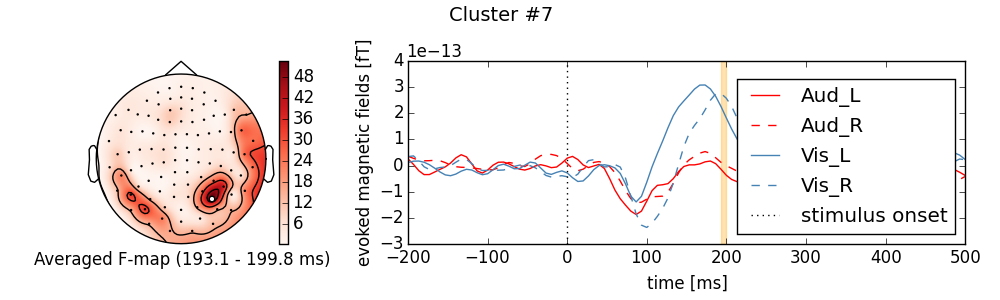 Cluster #7
48
42
36
30
24
18
12
6
Averaged F-map (193.1 - 199.8 ms)
evoked magnetic fields [fT]
1e−13
4
3
2
1
0
−1
−2
−3
−200 −100 0 100 200 300 400 500
time [ms]
Aud_L
Aud_R
Vis_L
Vis_R
stimulus onset